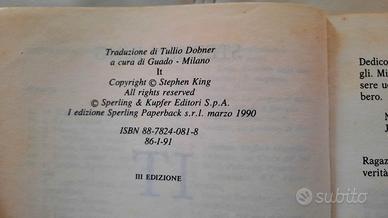 Traduzione di Tullio Dobner
a cura di Guado - Milano
It
Copyright © Stephen King
All rights reserved
© Sperling & Kupfer Editori S.p.A.
I edizione Sperling Paperback s.r.l. marzo 1990
ISBN 88-7824-081-8
86-I-91
III EDIZIONE
IT
Dedico
gli. Mi
sere u
bero.
N
J
Ragaz
verità
subito